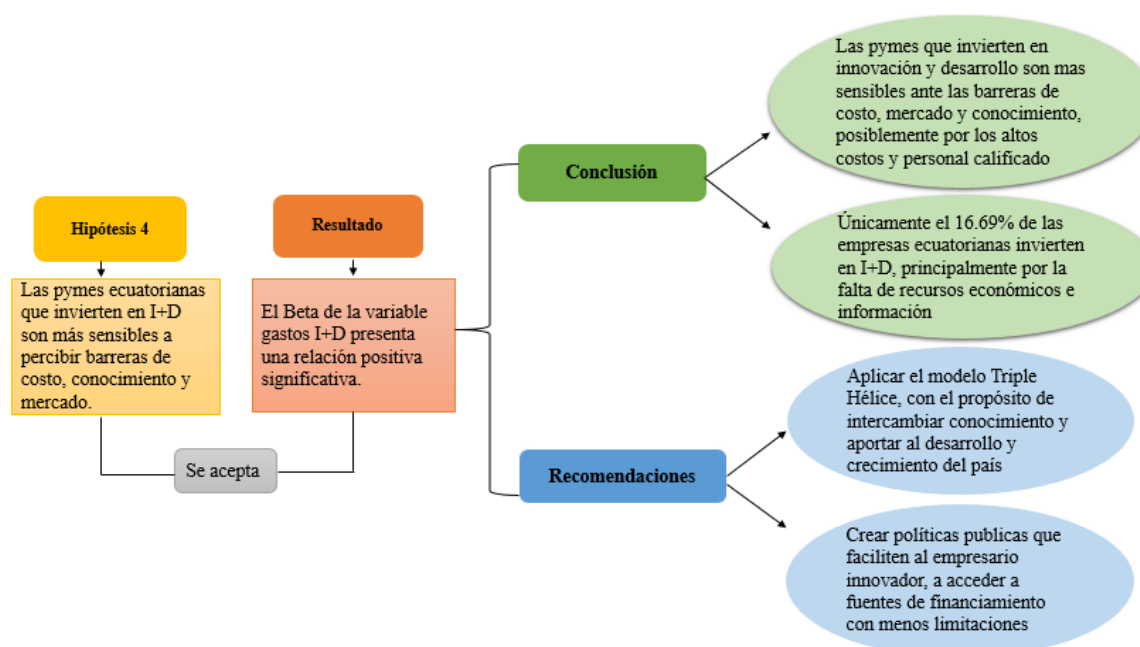 Hipótesis 4
Las pymes ecuatorianas
que invierten en I+D
son más sensibles a
percibir barreras de
costo, conocimiento y
mercado.
Se acepta
Resultado
El Beta de la variable
gastos I+D presenta
una relación positiva
significativa.
Conclusión
Las pymes que invierten en
innovación y desarrollo son mas
sensibles ante las barreras de
costo, mercado y conocimiento,
posiblemente por los altos
costos y personal calificado
Únicamente el 16.69% de las
empresas ecuatorianas invierten
en I+D, principalmente por la
falta de recursos económicos e
información
Recomendaciones
Aplicar el modelo Triple
Hélice, con el propósito de
intercambiar conocimiento y
aportar al desarrollo y
crecimiento del país
Crear políticas publicas que
faciliten al empresario
innovador, a acceder a
fuentes de financiamiento
con menos limitaciones